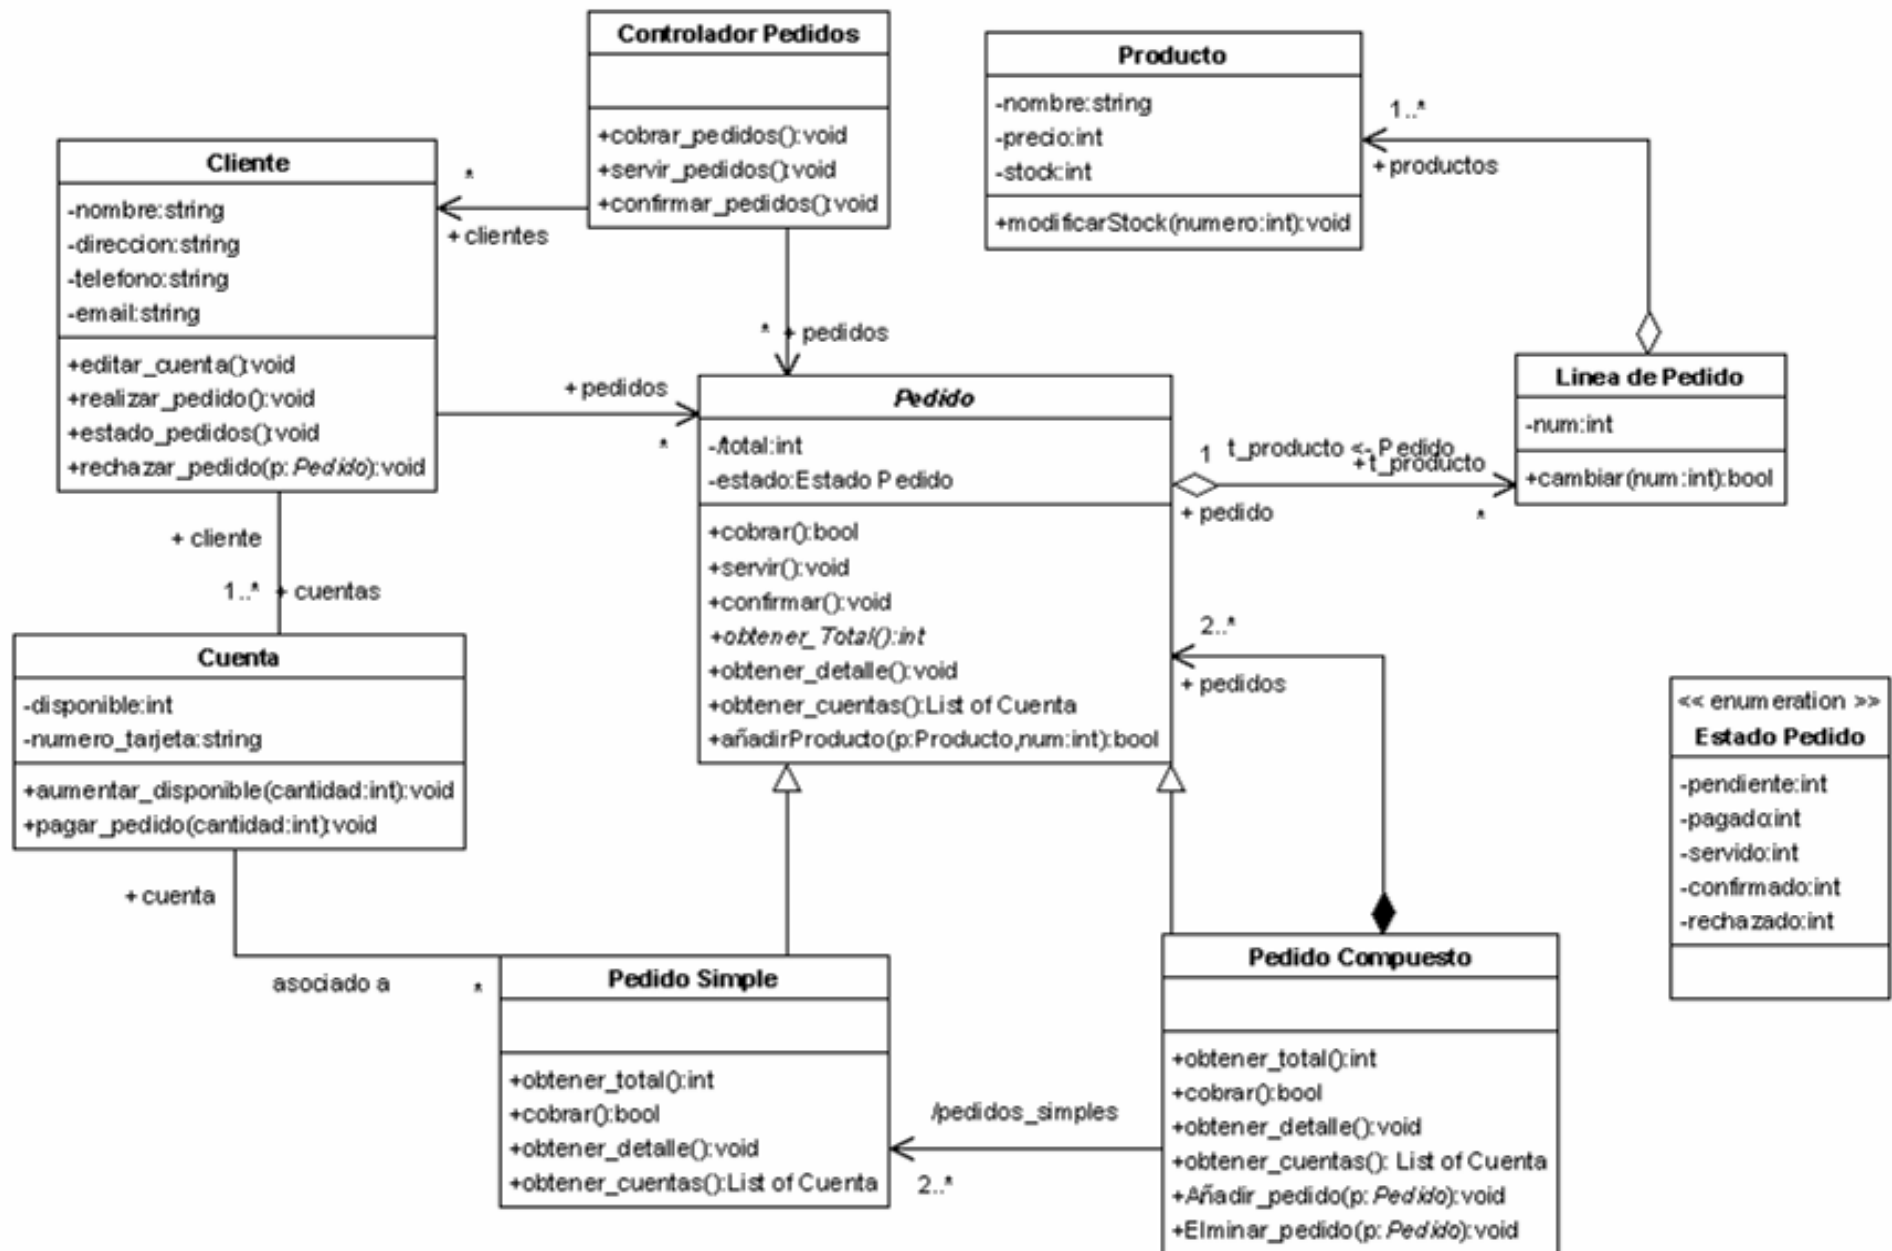 Controlador Pedidos
+cobrar_pedidos():void
+servir_pedidos():void
+confirmar_pedidos():void
Producto
-nombre:string
-precio:int
-stock:int
+modificarStock(numero:int):void
1..*
+ productos
Cliente
-nombre:string
-direccion:string
-telefono:string
-email:string
+editar_cuenta():void
+realizar_pedido():void
+estado_pedidos():void
+rechazar_pedido(p: Pedido):void
*
+ clientes
* + pedidos
+ pedidos
*
Pedido
-/total:int
-estado:Estado Pedido
+cobrar():bool
+servir():void
+confirmar():void
+obtener_Total():int
+obtener_detalle():void
+obtener_cuentas():List of Cuenta
+añadirProducto(p:Producto,num:int):bool
1 t_producto <- Pedido
+t_producto
+ pedido
*
Linea de Pedido
-num:int
+cambiar(num:int):bool
+ cliente
1..* + cuentas
Cuenta
-disponible:int
-numero_tarjeta:string
+aumentar_disponible(cantidad:int):void
+pagar_pedido(cantidad:int):void
2..*
+ pedidos
<< enumeration >>
Estado Pedido
-pendiente:int
-pagado:int
-servido:int
-confirmado:int
-rechazado:int
+ cuenta
asociado a *
Pedido Simple
+obtener_total():int
+cobrar():bool
+obtener_detalle():void
+obtener_cuentas():List of Cuenta
/pedidos_simples
2..*
Pedido Compuesto
+obtener_total():int
+cobrar():bool
+obtener_detalle():void
+obtener_cuentas(): List of Cuenta
+Añadir_pedido(p: Pedido):void
+Elminar_pedido(p: Pedido):void